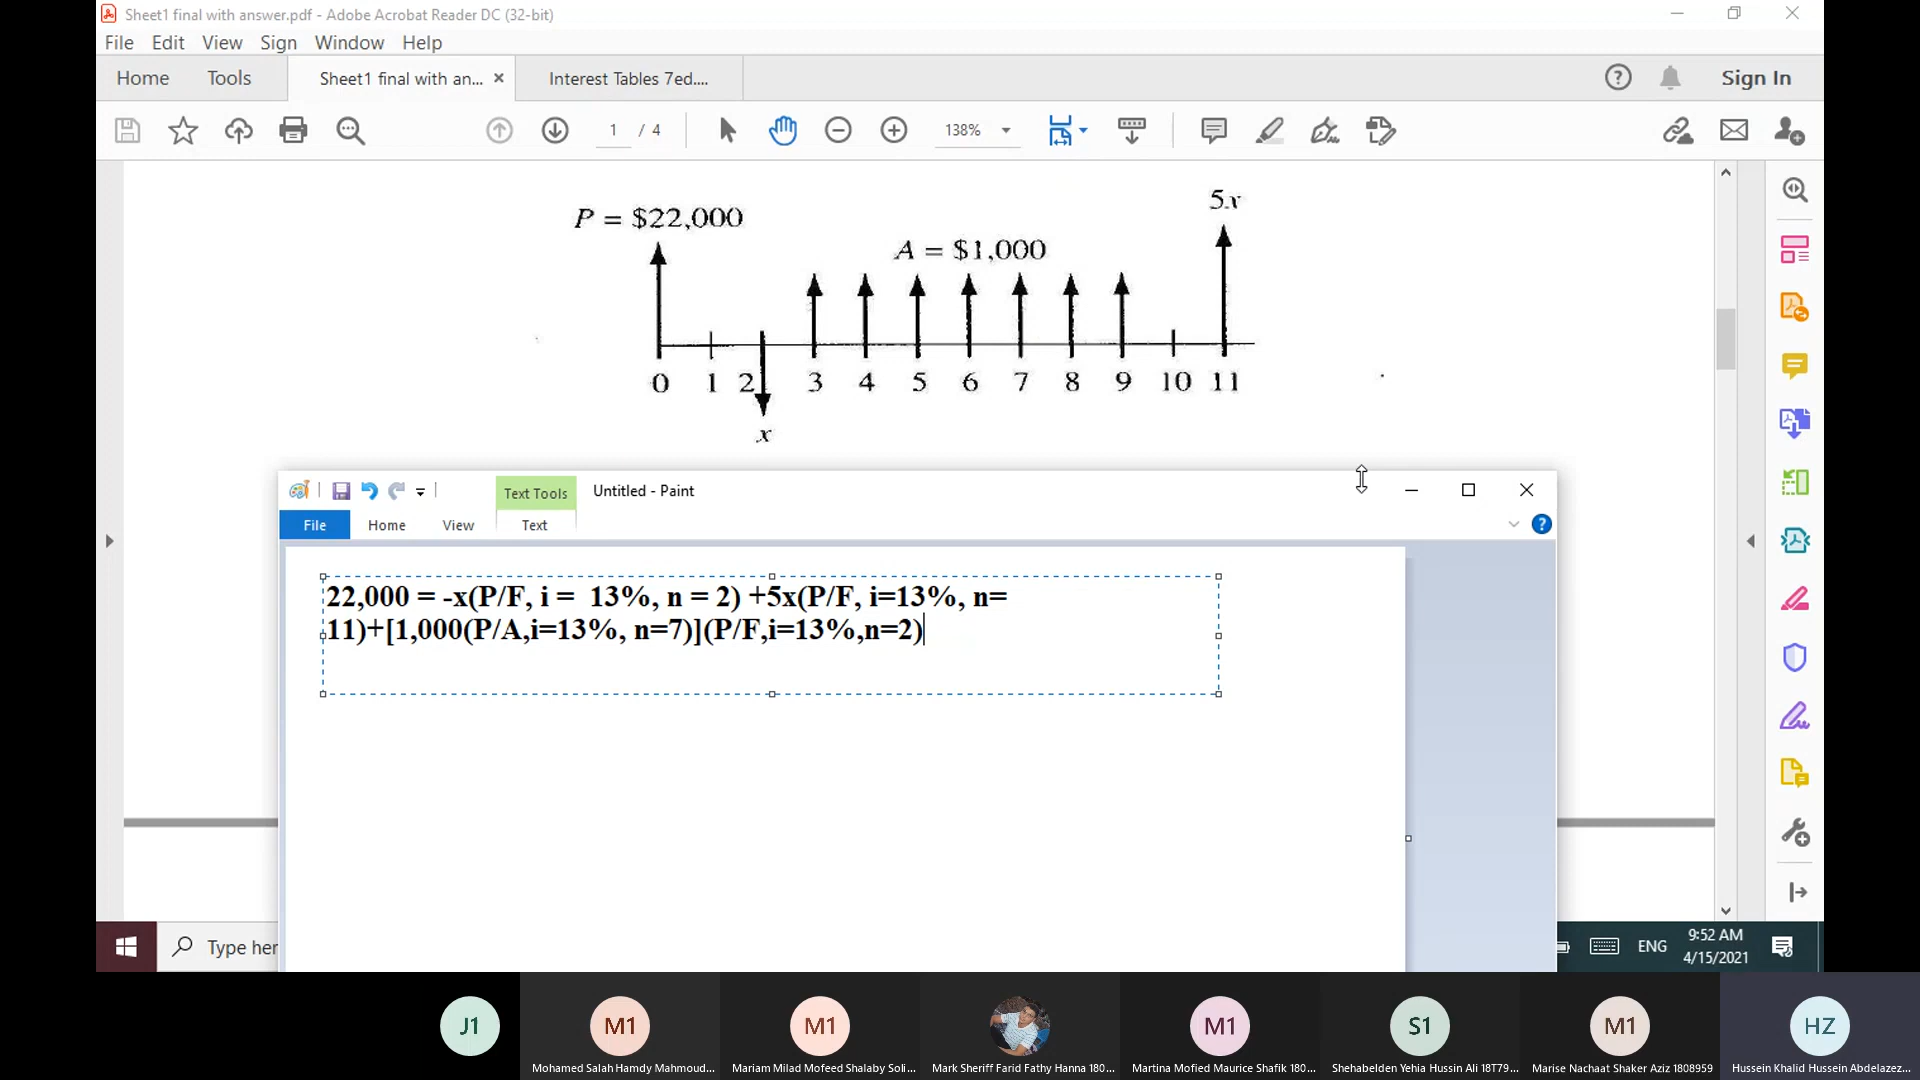 Sheet1 final with answer.pdf - Adobe Acrobat Reader DC (32-bit)
File Edit View Sign Window Help
Home Tools Sheet1 final with an... × Interest Tables 7ed.... Sign In
1 / 4 138%
5x
P = $22,000
A = $1,000
0 1 2 3 4 5 6 7 8 9 10 11
x
Text Tools Untitled - Paint
File Home View Text
22,000 = -x(P/F, i =  13%, n = 2) +5x(P/F, i=13%, n=
11)+[1,000(P/A,i=13%, n=7)](P/F,i=13%,n=2)
Type her
ENG
9:52 AM
4/15/2021
J1 M1 M1 M1 S1 M1 HZ
Mohamed Salah Hamdy Mahmoud... Mariam Milad Mofeed Shalaby Soli... Mark Sheriff Farid Fathy Hanna 180... Martina Mofied Maurice Shafik 180... Shehabelden Yehia Hussin Ali 18T79... Marise Nachaat Shaker Aziz 1808959 Hussein Khalid Hussein Abdelazez...